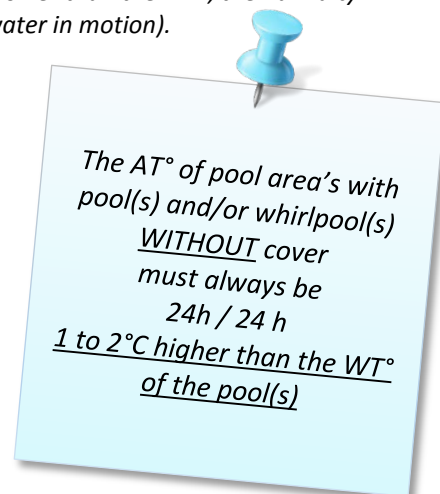 water in motion).
The AT° of pool area’s with
pool(s) and/or whirlpool(s)
WITHOUT cover
must always be
24h / 24 h
1 to 2°C higher than the WT°
of the pool(s)